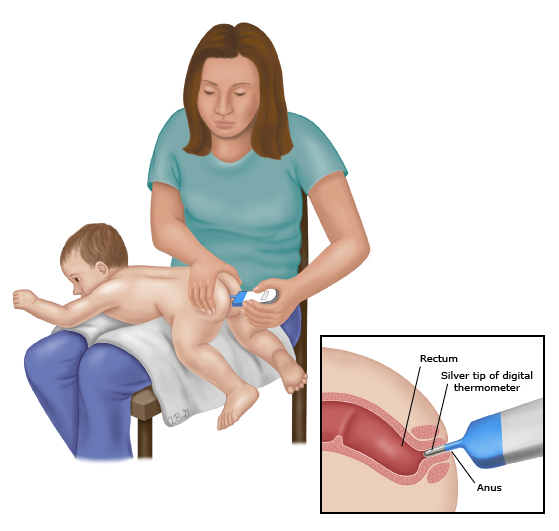 Rectum
Silver tip of digital
thermometer
Anus